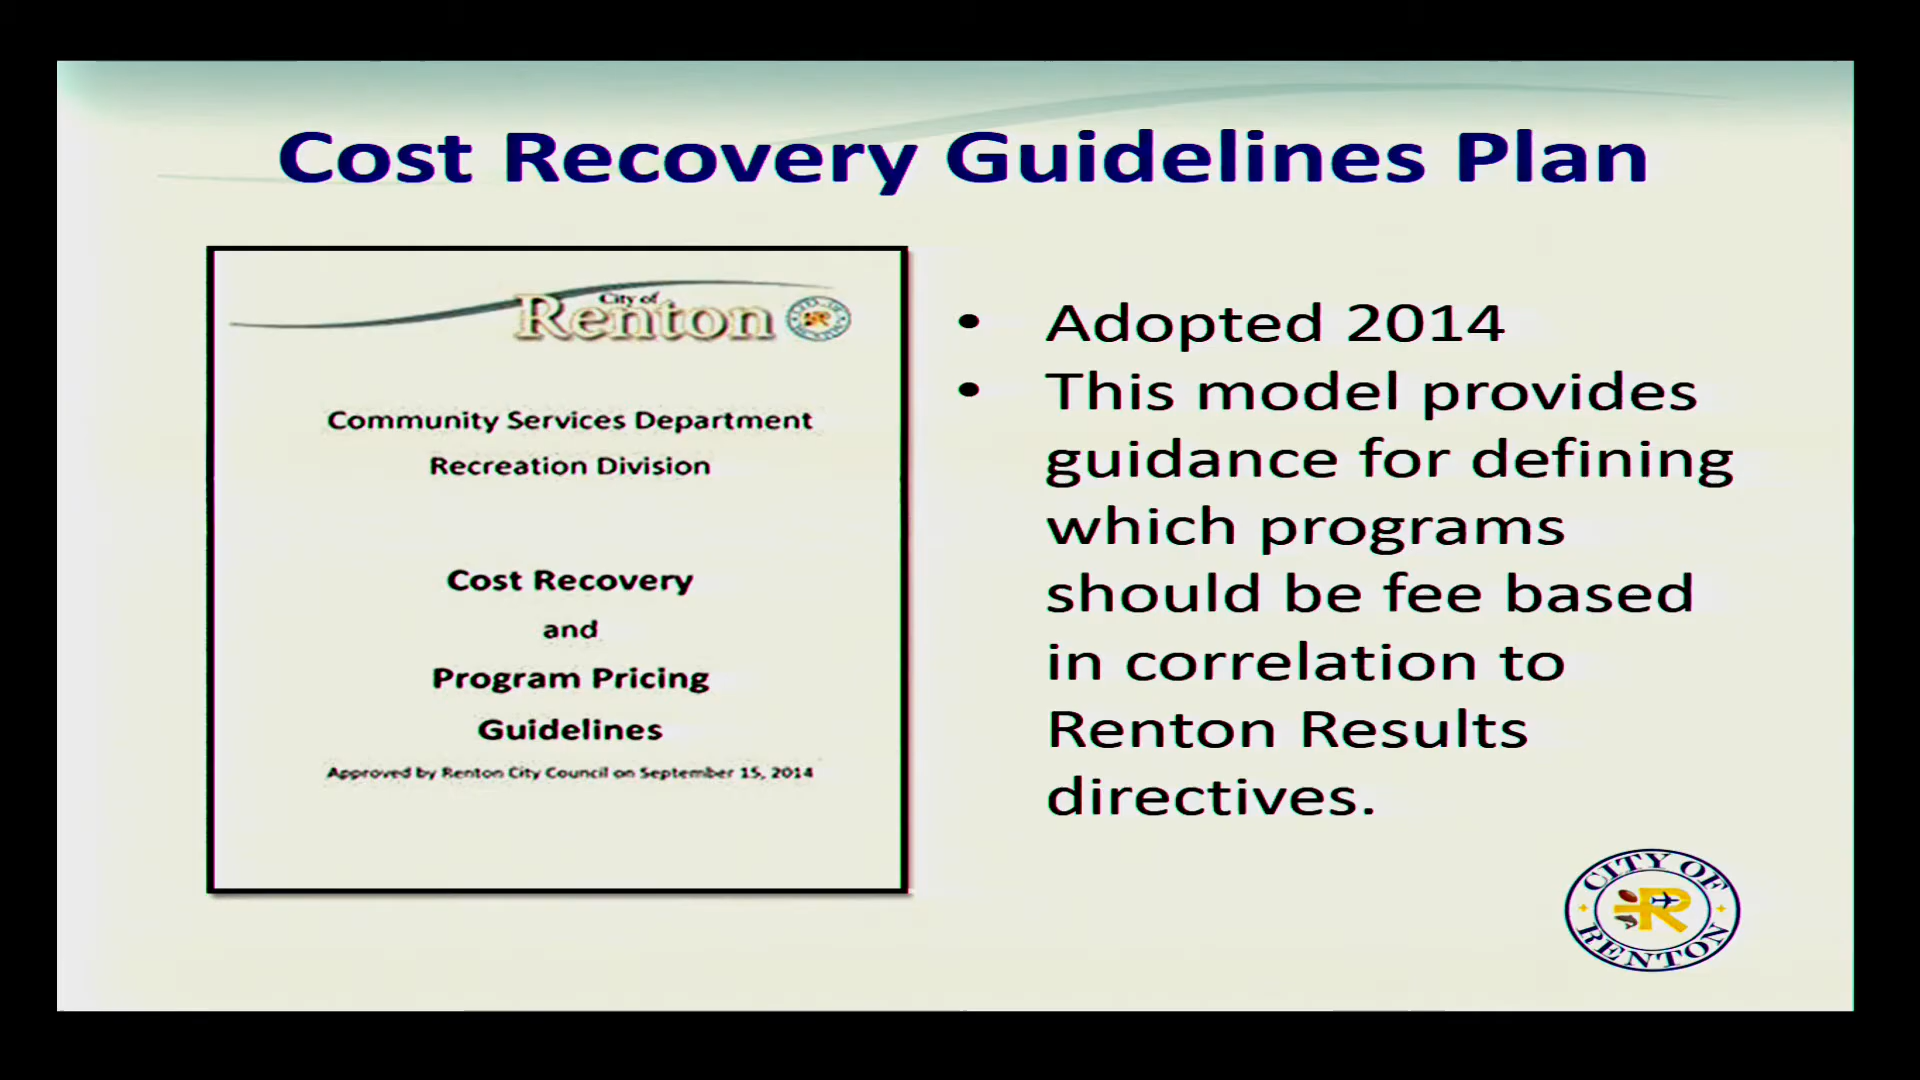 Cost Recovery Guidelines Plan
City of
Renton
Community Services Department
Recreation Division
Cost Recovery
and
Program Pricing
Guidelines
Approved by Renton City Council on September 15, 2014
• Adopted 2014
• This model provides
guidance for defining
which programs
should be fee based
in correlation to
Renton Results
directives.
CITY OF
R
RENTON